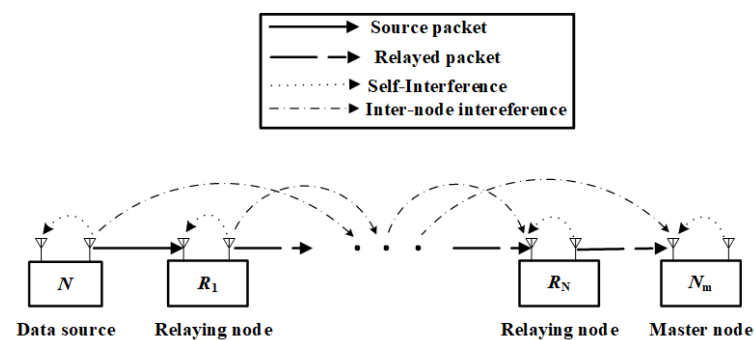 Source packet
Relayed packet
Self-Interference
Inter-node intereference
N R1 RN Nm
Data source Relaying node Relaying node Master node